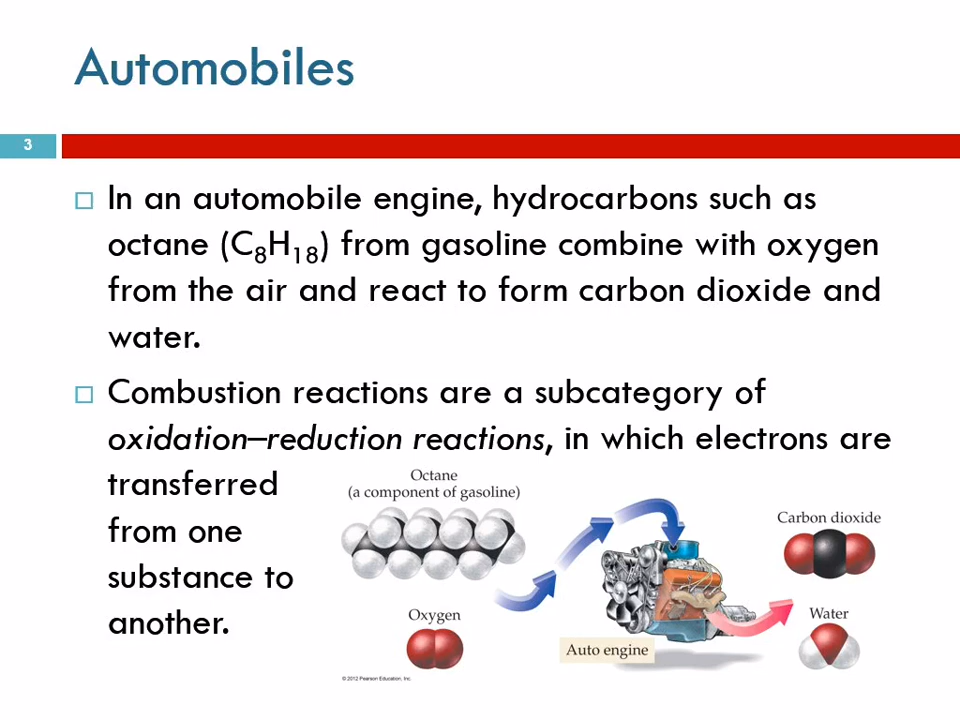 Automobiles
3
In an automobile engine, hydrocarbons such as
octane (C₈H₁₈) from gasoline combine with oxygen
from the air and react to form carbon dioxide and
water.
Combustion reactions are a subcategory of
oxidation–reduction reactions, in which electrons are
transferred
from one
substance to
another.
Octane
(a component of gasoline)
Oxygen
Auto engine
Carbon dioxide
Water
© 2012 Pearson Education, Inc.